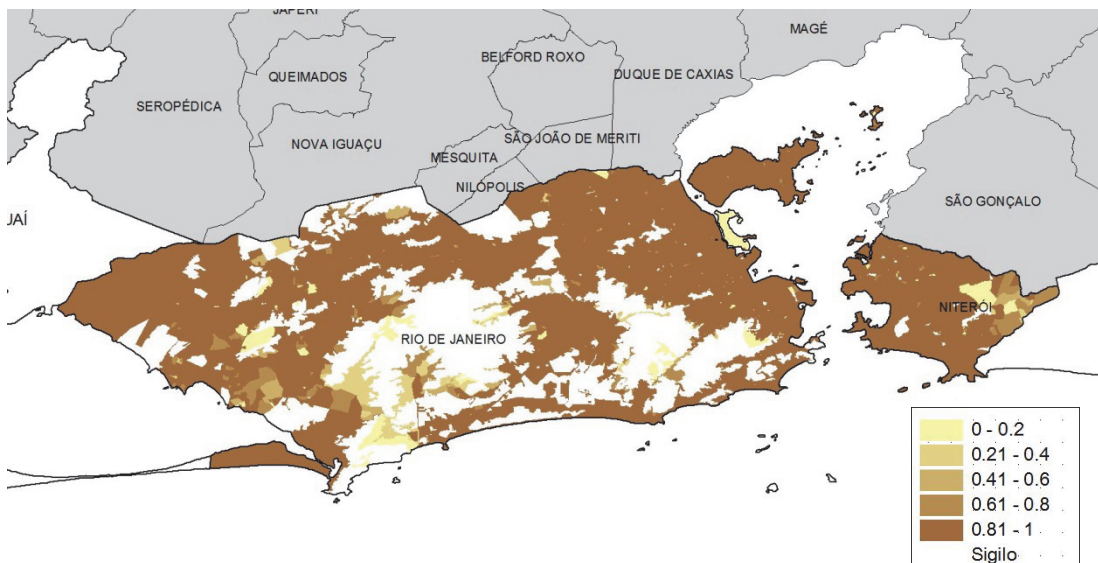 JAPERI
MAGÉ
BELFORD ROXO
QUEIMADOS
DUQUE DE CAXIAS
SEROPÉDICA
SÃO JOÃO DE MERITI
NOVA IGUAÇU
MESQUITA
NILÓPOLIS
SÃO GONÇALO
UAÍ
NITERÓI
RIO DE JANEIRO
0 - 0.2
0.21 - 0.4
0.41 - 0.6
0.61 - 0.8
0.81 - 1
Sigilo